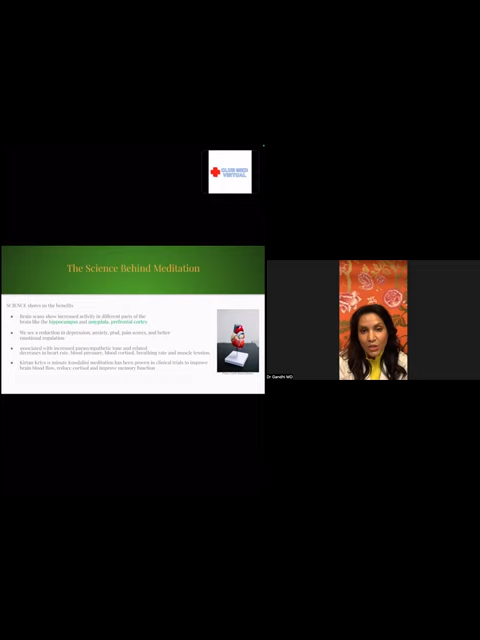 CLUB MED
VIRTUAL
The Science Behind Meditation
SCIENCE shows us the benefits
Brain scans show increased activity in different parts of the
brain like the hippocampus and amygdala, prefrontal cortex
We see a reduction in depression, anxiety, ptsd, pain scores, and better
emotional regulation
associated with increased parasympathetic tone and related
decreases in heart rate, blood pressure, blood cortisol, breathing rate and muscle tension.
Kirtan Kriya 12 minute kundalini meditation has been proven in clinical trials to improve
brain blood flow, reduce cortisol and improve memory function
Dr Gandhi MD